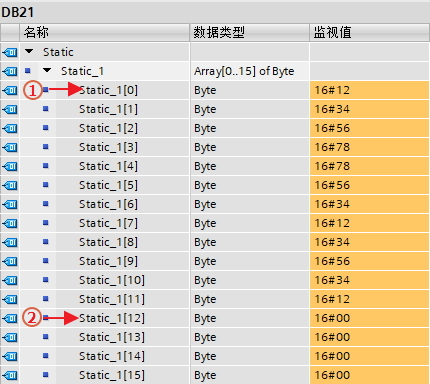 DB21
名称 数据类型 监视值
Static
Static_1 Array[0..15] of Byte
① Static_1[0] Byte 16#12
Static_1[1] Byte 16#34
Static_1[2] Byte 16#56
Static_1[3] Byte 16#78
Static_1[4] Byte 16#78
Static_1[5] Byte 16#56
Static_1[6] Byte 16#34
Static_1[7] Byte 16#12
Static_1[8] Byte 16#34
Static_1[9] Byte 16#56
Static_1[10] Byte 16#34
Static_1[11] Byte 16#12
② Static_1[12] Byte 16#00
Static_1[13] Byte 16#00
Static_1[14] Byte 16#00
Static_1[15] Byte 16#00